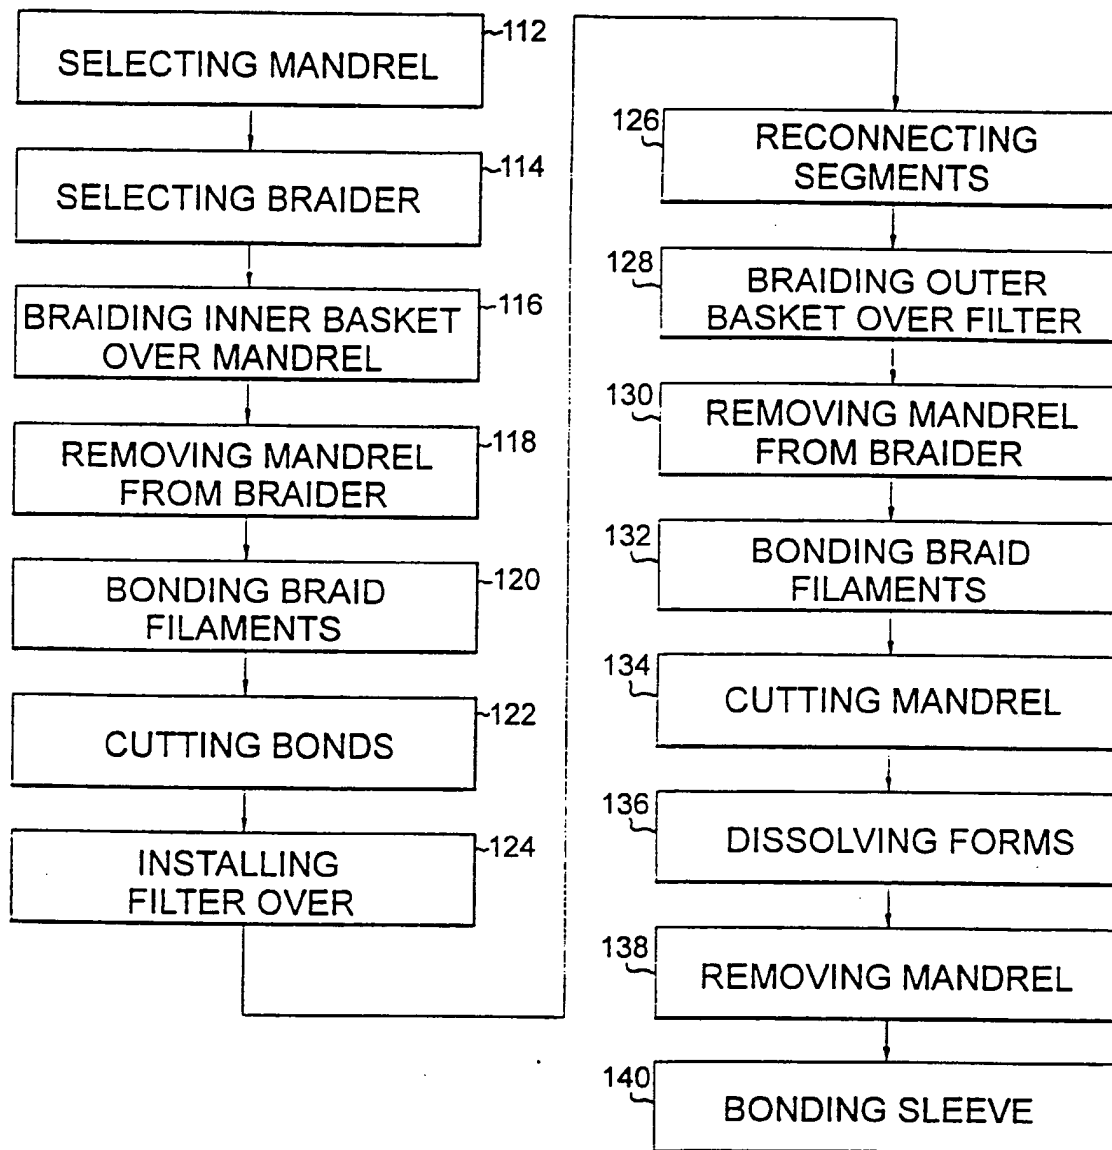 112
SELECTING MANDREL
114
SELECTING BRAIDER
116
BRAIDING INNER BASKET
OVER MANDREL
118
REMOVING MANDREL
FROM BRAIDER
120
BONDING BRAID
FILAMENTS
122
CUTTING BONDS
124
INSTALLING
FILTER OVER
126
RECONNECTING
SEGMENTS
128
BRAIDING OUTER
BASKET OVER FILTER
130
REMOVING MANDREL
FROM BRAIDER
132
BONDING BRAID
FILAMENTS
134
CUTTING MANDREL
136
DISSOLVING FORMS
138
REMOVING MANDREL
140
BONDING SLEEVE